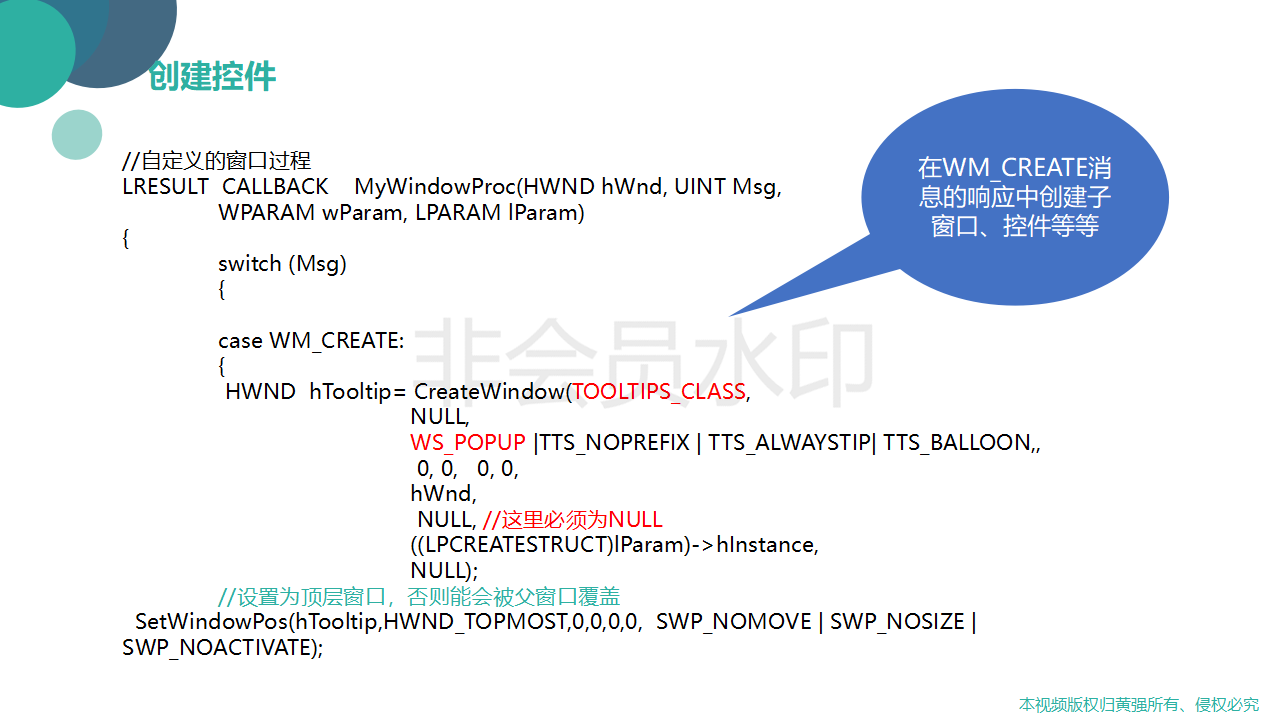 创建控件
//自定义的窗口过程
LRESULT  CALLBACK    MyWindowProc(HWND hWnd, UINT Msg,
WPARAM wParam, LPARAM lParam)
{
switch (Msg)
{
case WM_CREATE:
{
HWND  hTooltip= CreateWindow(TOOLTIPS_CLASS,
NULL,
WS_POPUP |TTS_NOPREFIX | TTS_ALWAYSTIP| TTS_BALLOON,,
0, 0,   0, 0,
hWnd,
NULL, //这里必须为NULL
((LPCREATESTRUCT)lParam)->hInstance,
NULL);
//设置为顶层窗口，否则能会被父窗口覆盖
SetWindowPos(hTooltip,HWND_TOPMOST,0,0,0,0,  SWP_NOMOVE | SWP_NOSIZE |
SWP_NOACTIVATE);
在WM_CREATE消
息的响应中创建子
窗口、控件等等
非会员水印
本视频版权归黄强所有、侵权必究